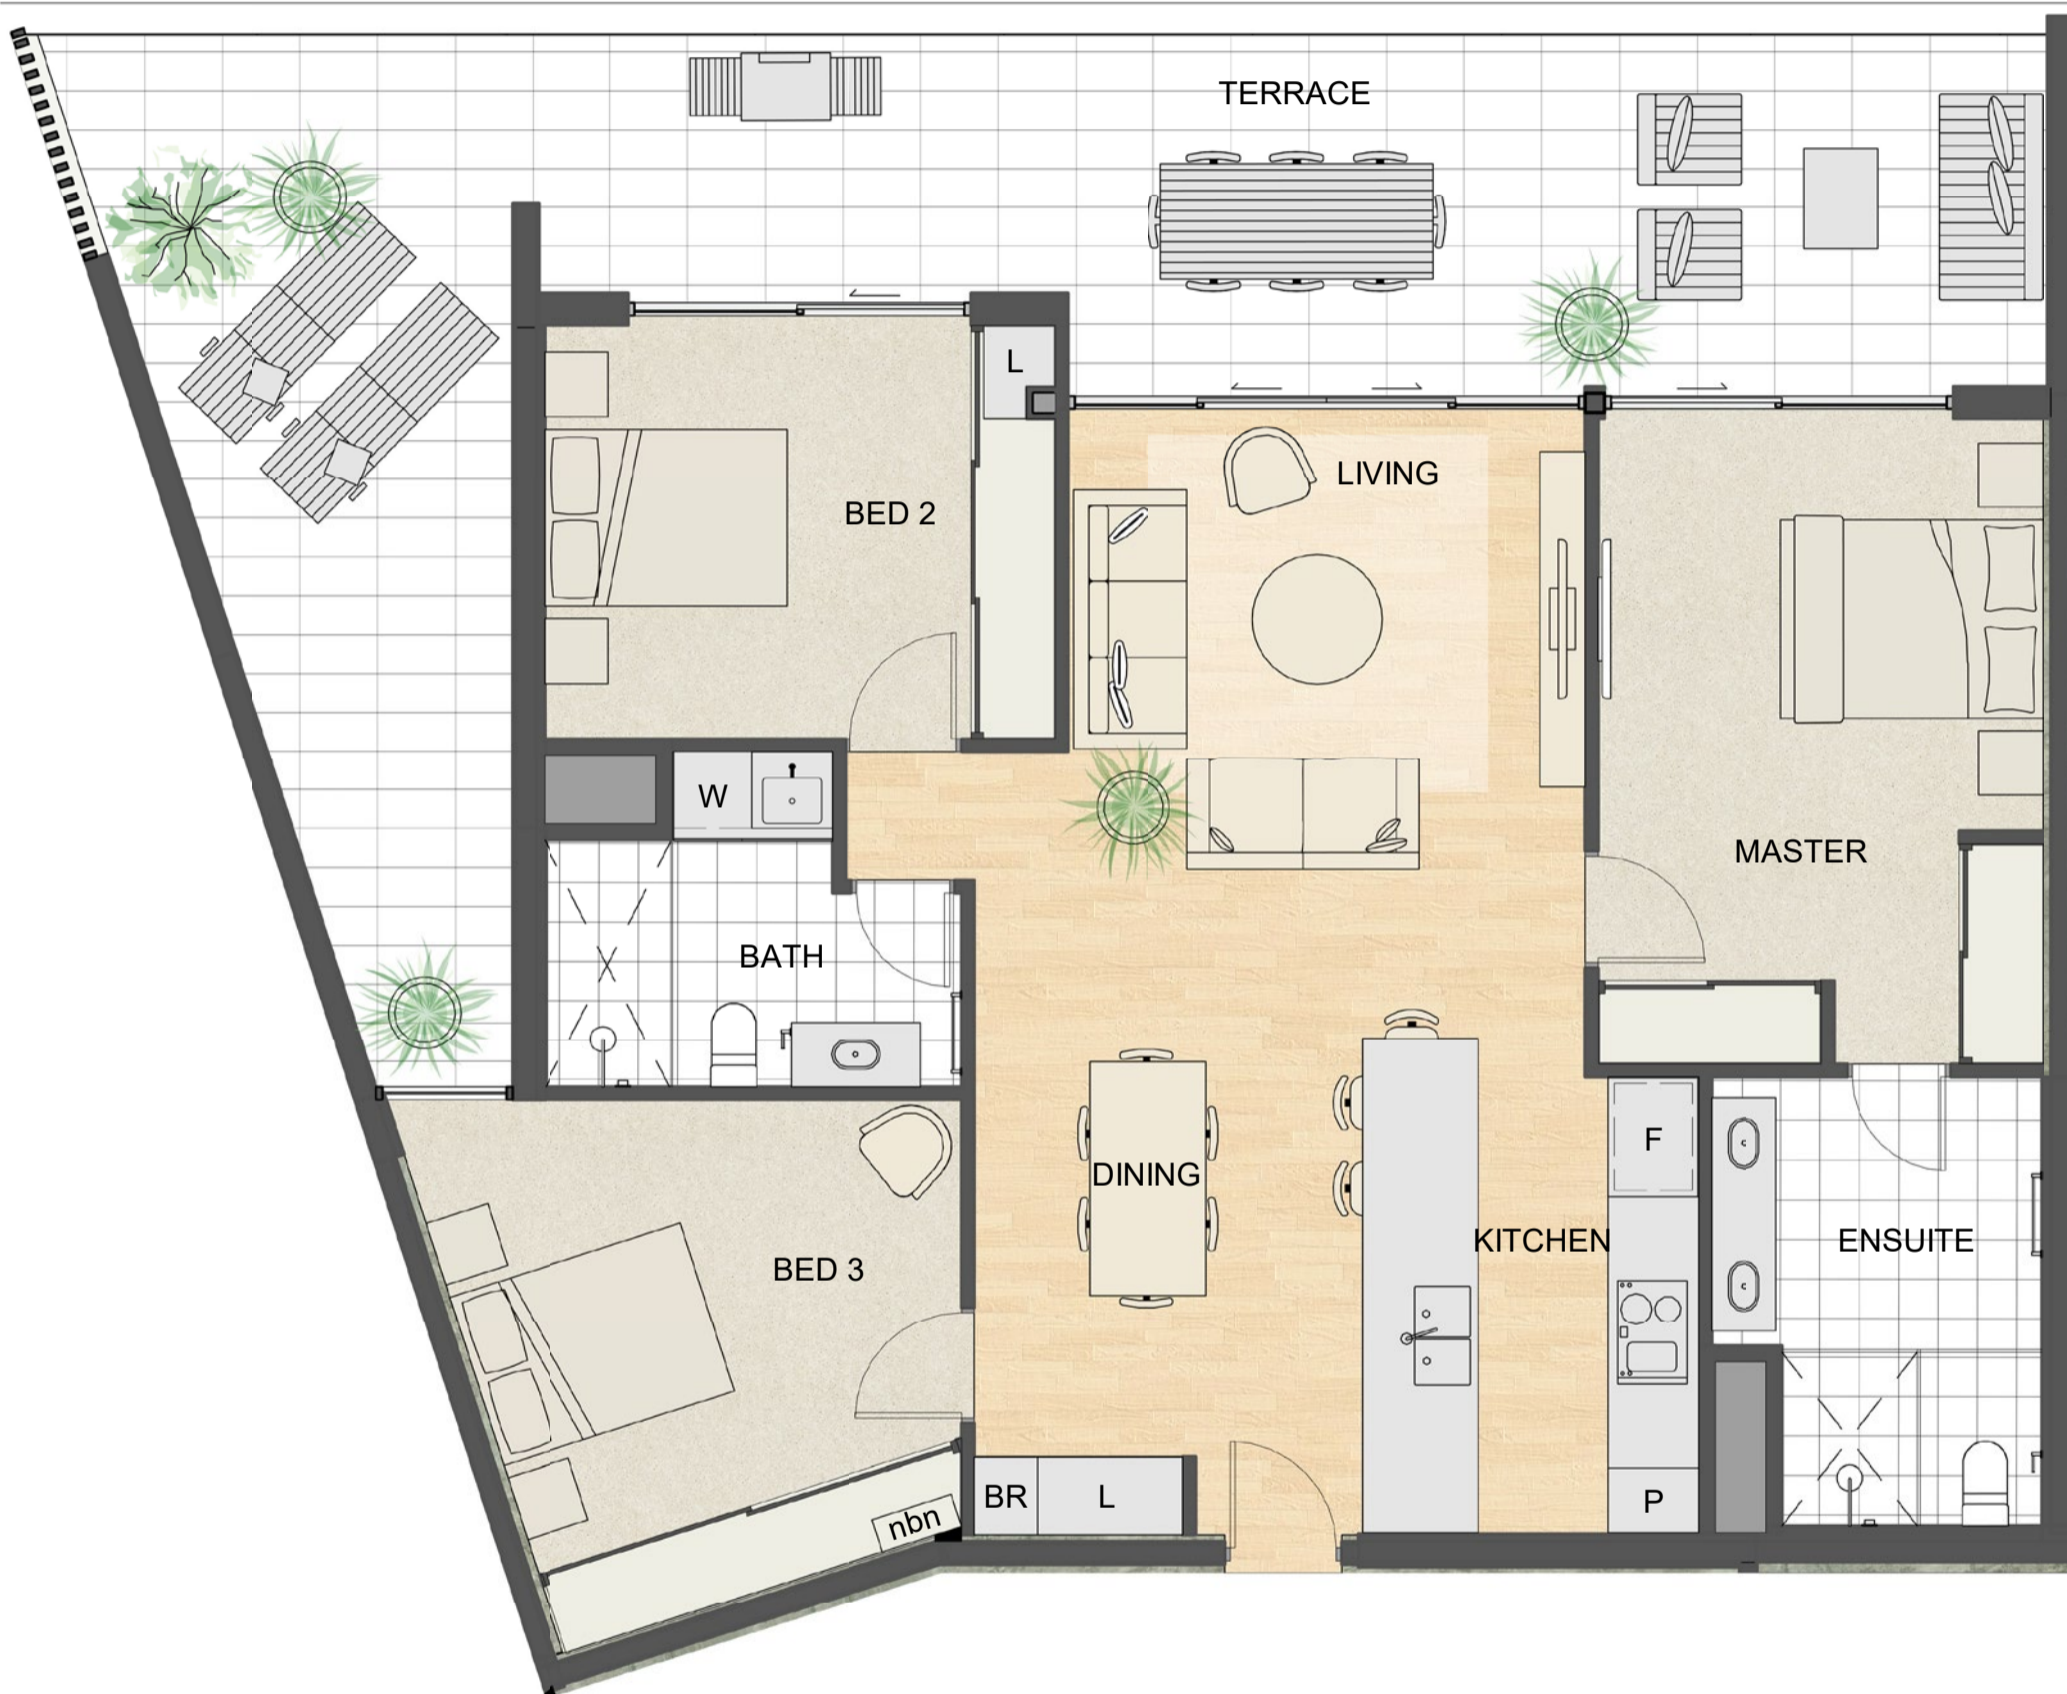 TERRACE
L
LIVING
BED 2
W
MASTER
BATH
F
DINING
KITCHEN
ENSUITE
BED 3
BR
L
P
nbn